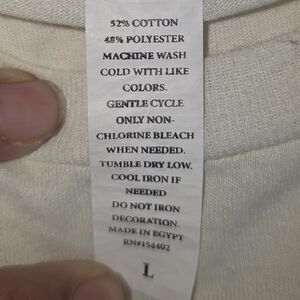 52% COTTON
48% POLYESTER
MACHINE WASH
COLD WITH LIKE
COLORS.
GENTLE CYCLE
ONLY NON-
CHLORINE BLEACH
WHEN NEEDED.
TUMBLE DRY LOW.
COOL IRON IF
NEEDED
DO NOT IRON
DECORATION.
MADE IN EGYPT
RN#154402
L